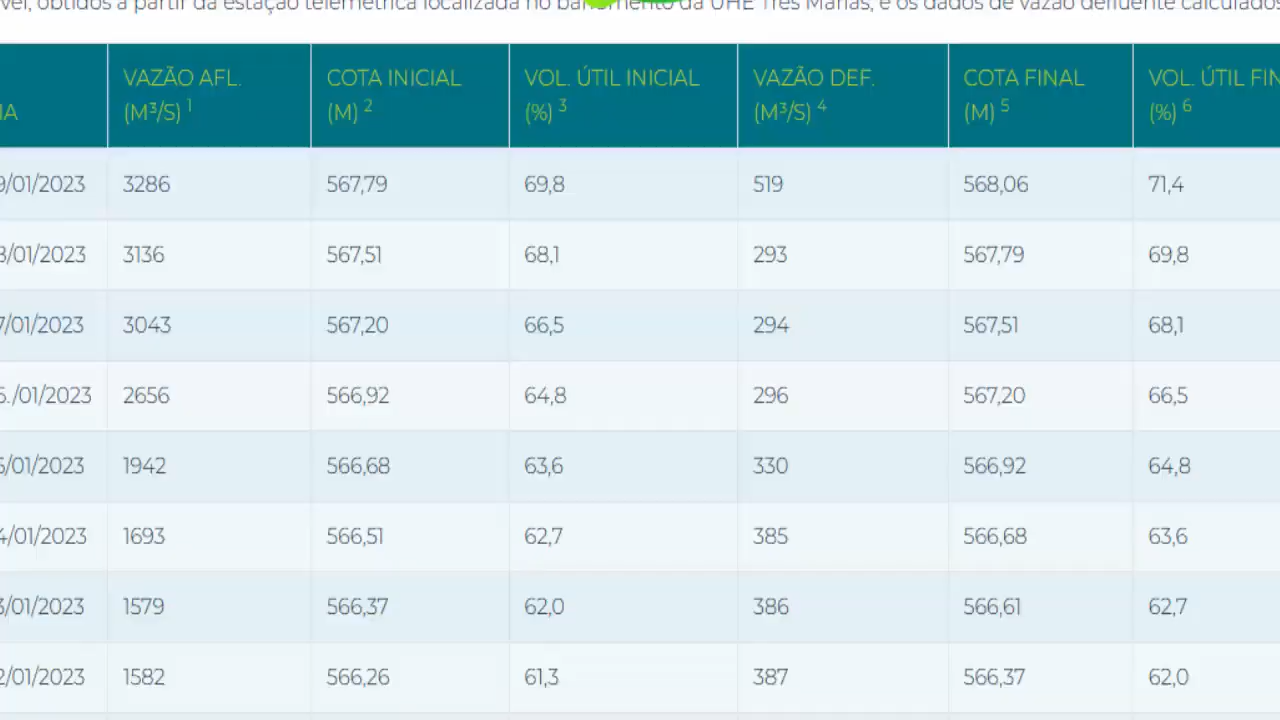 vel, obtidos a partir da estação telemétrica localizada no barramento da UHE Três Marias, e os dados de vazão defluente calculados
IA VAZÃO AFL. (M³/S) 1 COTA INICIAL (M) 2 VOL. ÚTIL INICIAL (%) 3 VAZÃO DEF. (M³/S) 4 COTA FINAL (M) 5 VOL. ÚTIL FIN (%) 6
9/01/2023 3286 567,79 69,8 519 568,06 71,4
8/01/2023 3136 567,51 68,1 293 567,79 69,8
7/01/2023 3043 567,20 66,5 294 567,51 68,1
6./01/2023 2656 566,92 64,8 296 567,20 66,5
5/01/2023 1942 566,68 63,6 330 566,92 64,8
4/01/2023 1693 566,51 62,7 385 566,68 63,6
3/01/2023 1579 566,37 62,0 386 566,61 62,7
2/01/2023 1582 566,26 61,3 387 566,37 62,0